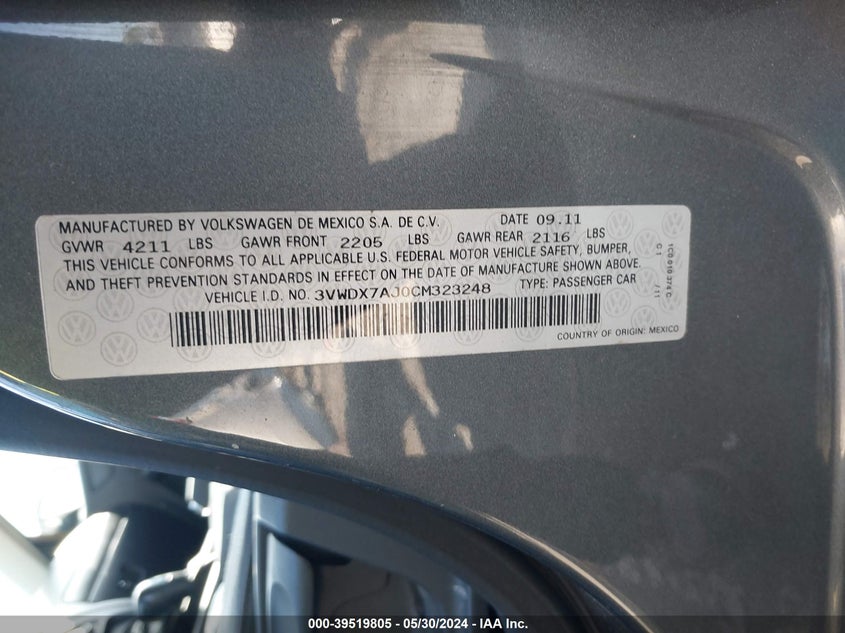 MANUFACTURED BY VOLKSWAGEN DE MEXICO S.A. DE C.V. DATE 09.11
GVWR 4211 LBS GAWR FRONT 2205 LBS GAWR REAR 2116 LBS
THIS VEHICLE CONFORMS TO ALL APPLICABLE U.S. FEDERAL MOTOR VEHICLE SAFETY, BUMPER,
AND THEFT PREVENTION STANDARDS IN EFFECT ON THE DATE OF MANUFACTURE SHOWN ABOVE.
VEHICLE I.D. NO. 3VWDX7AJ0CM323248 TYPE: PASSENGER CAR
COUNTRY OF ORIGIN: MEXICO
1C0 010 374 C
000-39519805 - 05/30/2024 - IAA Inc.